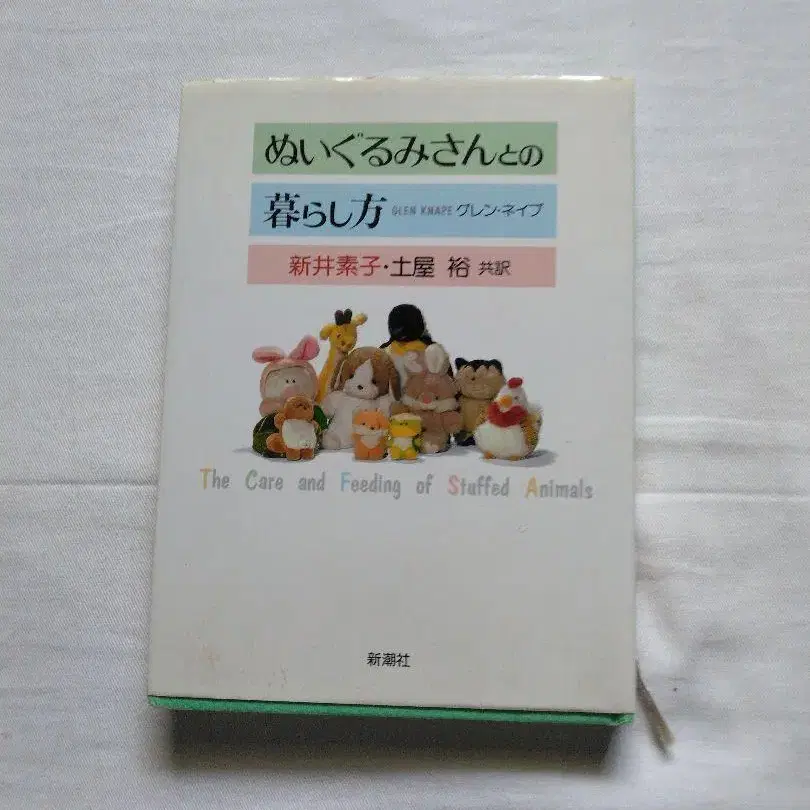 ぬいぐるみさんとの
暮らし方 GLEN KNAPE グレン・ネイプ
新井素子・土屋 裕 共訳
The Care and Feeding of Stuffed Animals
新潮社